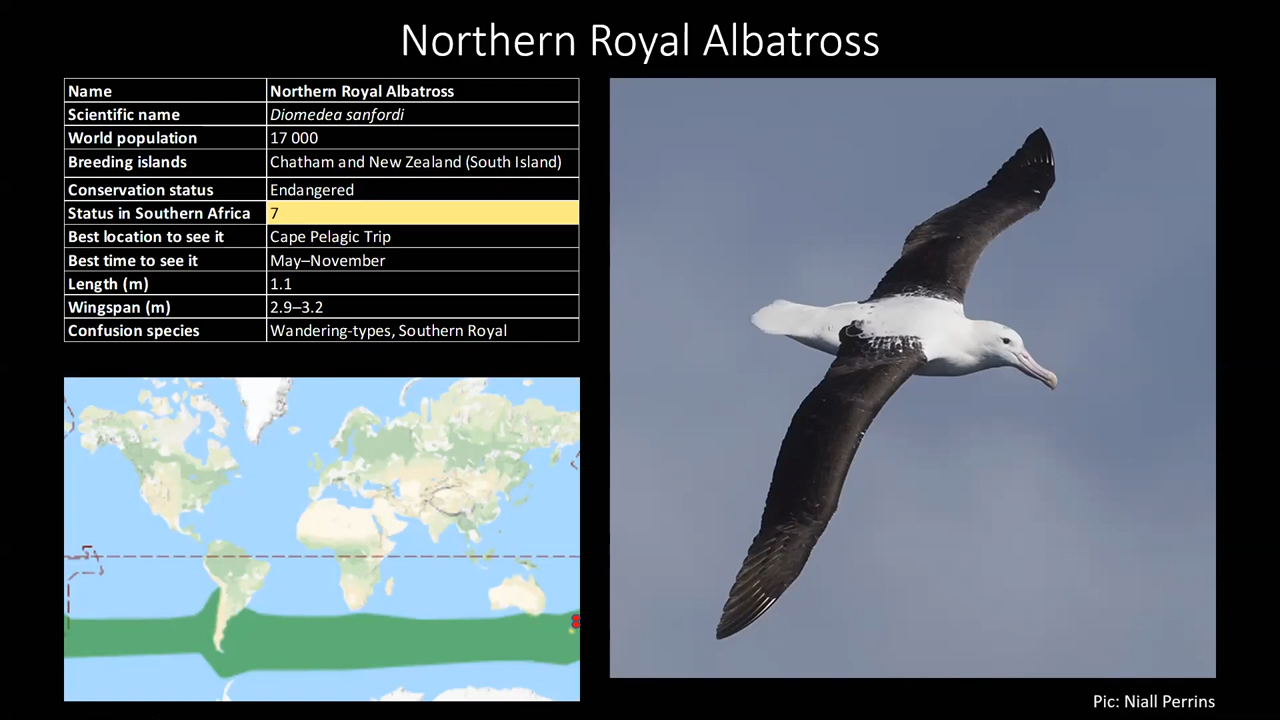 Northern Royal Albatross
Name Northern Royal Albatross
Scientific name Diomedea sanfordi
World population 17 000
Breeding islands Chatham and New Zealand (South Island)
Conservation status Endangered
Status in Southern Africa 7
Best location to see it Cape Pelagic Trip
Best time to see it May–November
Length (m) 1.1
Wingspan (m) 2.9–3.2
Confusion species Wandering-types, Southern Royal
Pic: Niall Perrins